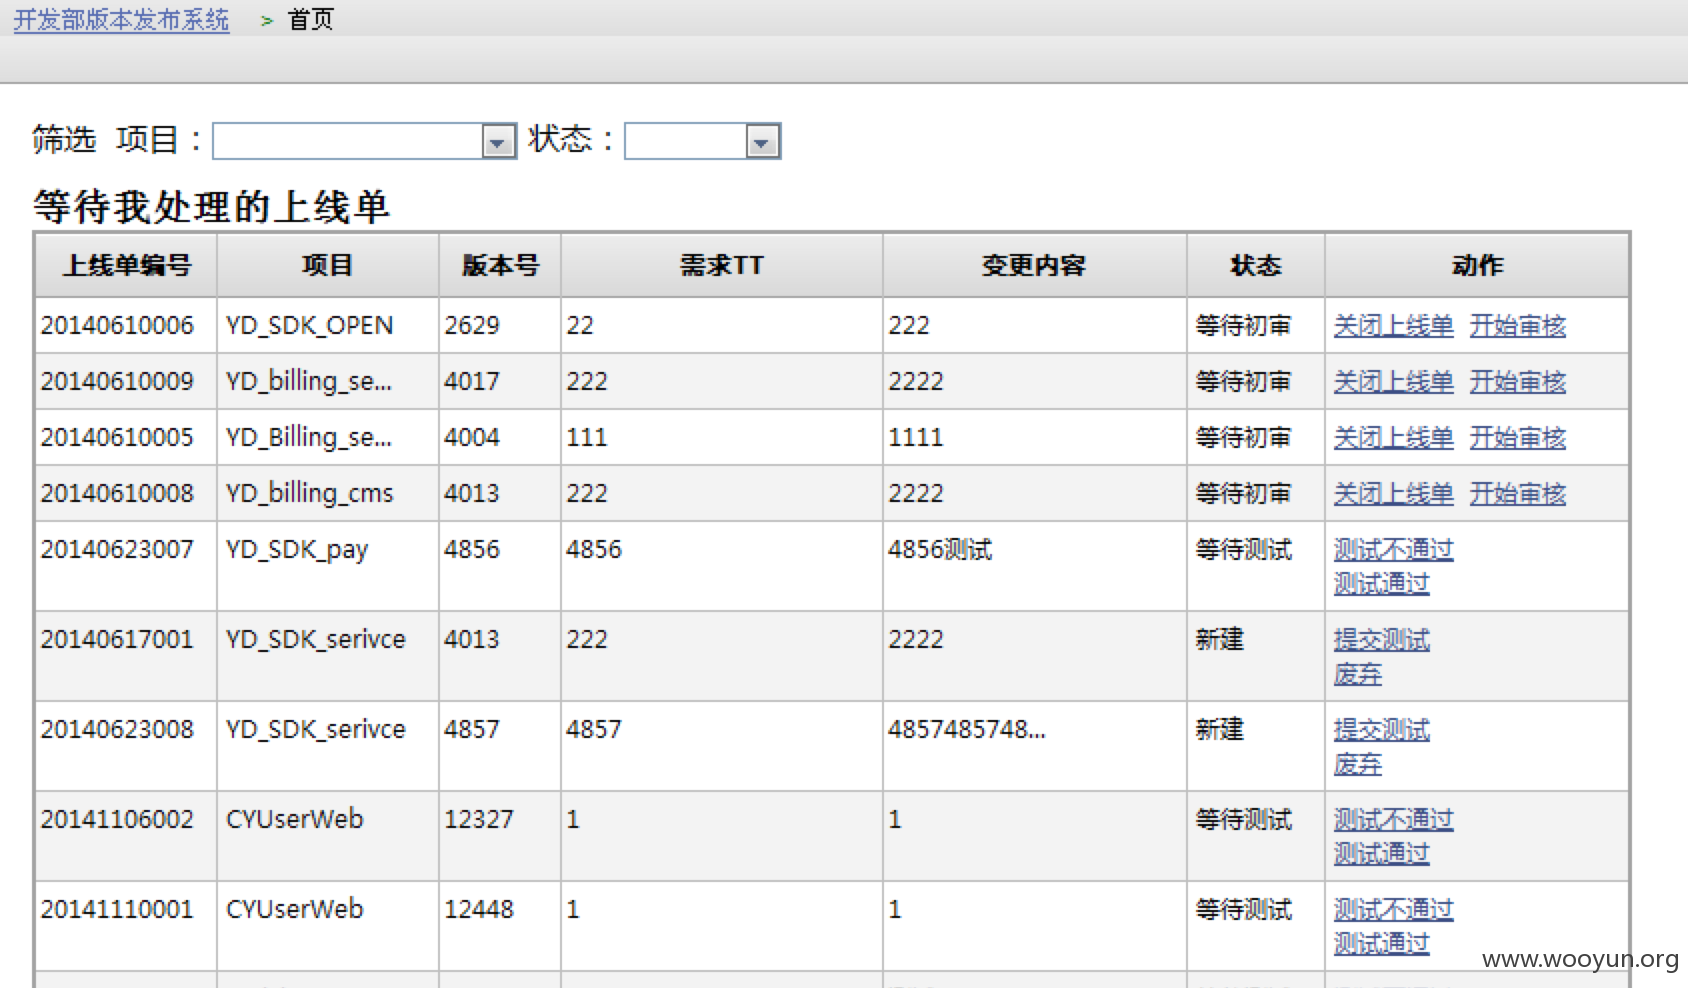 开发部版本发布系统 > 首页
筛选 项目：  状态：
等待我处理的上线单
上线单编号 项目 版本号 需求TT 变更内容 状态 动作
20140610006 YD_SDK_OPEN 2629 22 222 等待初审 关闭上线单 开始审核
20140610009 YD_billing_se... 4017 222 2222 等待初审 关闭上线单 开始审核
20140610005 YD_Billing_se... 4004 111 1111 等待初审 关闭上线单 开始审核
20140610008 YD_billing_cms 4013 222 2222 等待初审 关闭上线单 开始审核
20140623007 YD_SDK_pay 4856 4856 4856测试 等待测试 测试不通过
测试通过
20140617001 YD_SDK_serivce 4013 222 2222 新建 提交测试
废弃
20140623008 YD_SDK_serivce 4857 4857 4857485748... 新建 提交测试
废弃
20141106002 CYUserWeb 12327 1 1 等待测试 测试不通过
测试通过
20141110001 CYUserWeb 12448 1 1 等待测试 测试不通过
测试通过
www.wooyun.org